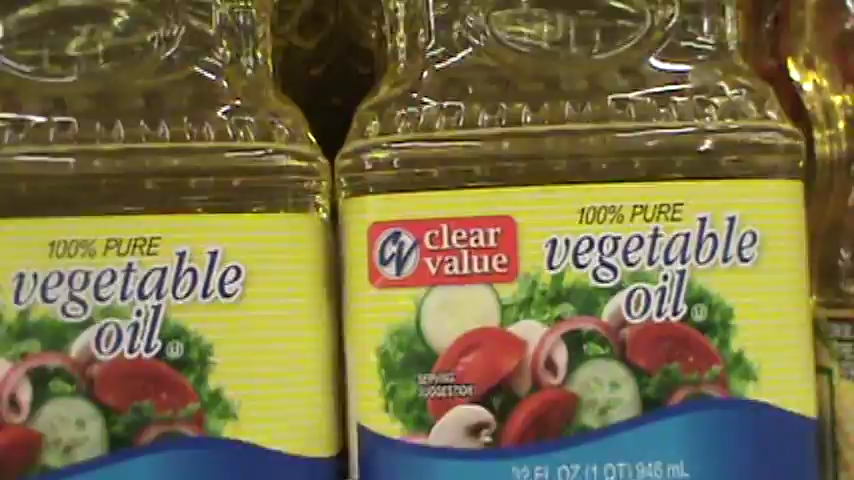 100% PURE
vegetable
oil
CV
clear
value
100% PURE
vegetable
oil
SERVING
SUGGESTION
32 FL OZ (1 QT) 946 mL